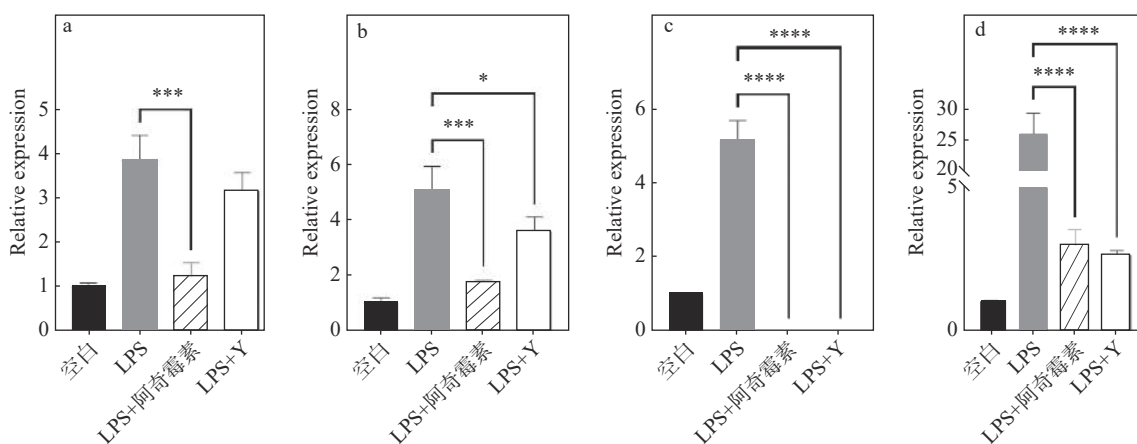 a
***
Relative expression
5
4
3
2
1
0
空白
LPS
LPS+阿奇霉素
LPS+Y
b
*
***
Relative expression
8
6
4
2
0
空白
LPS
LPS+阿奇霉素
LPS+Y
c
****
****
Relative expression
6
4
2
0
空白
LPS
LPS+阿奇霉素
LPS+Y
d
****
****
Relative expression
30
25
20
5
0
空白
LPS
LPS+阿奇霉素
LPS+Y